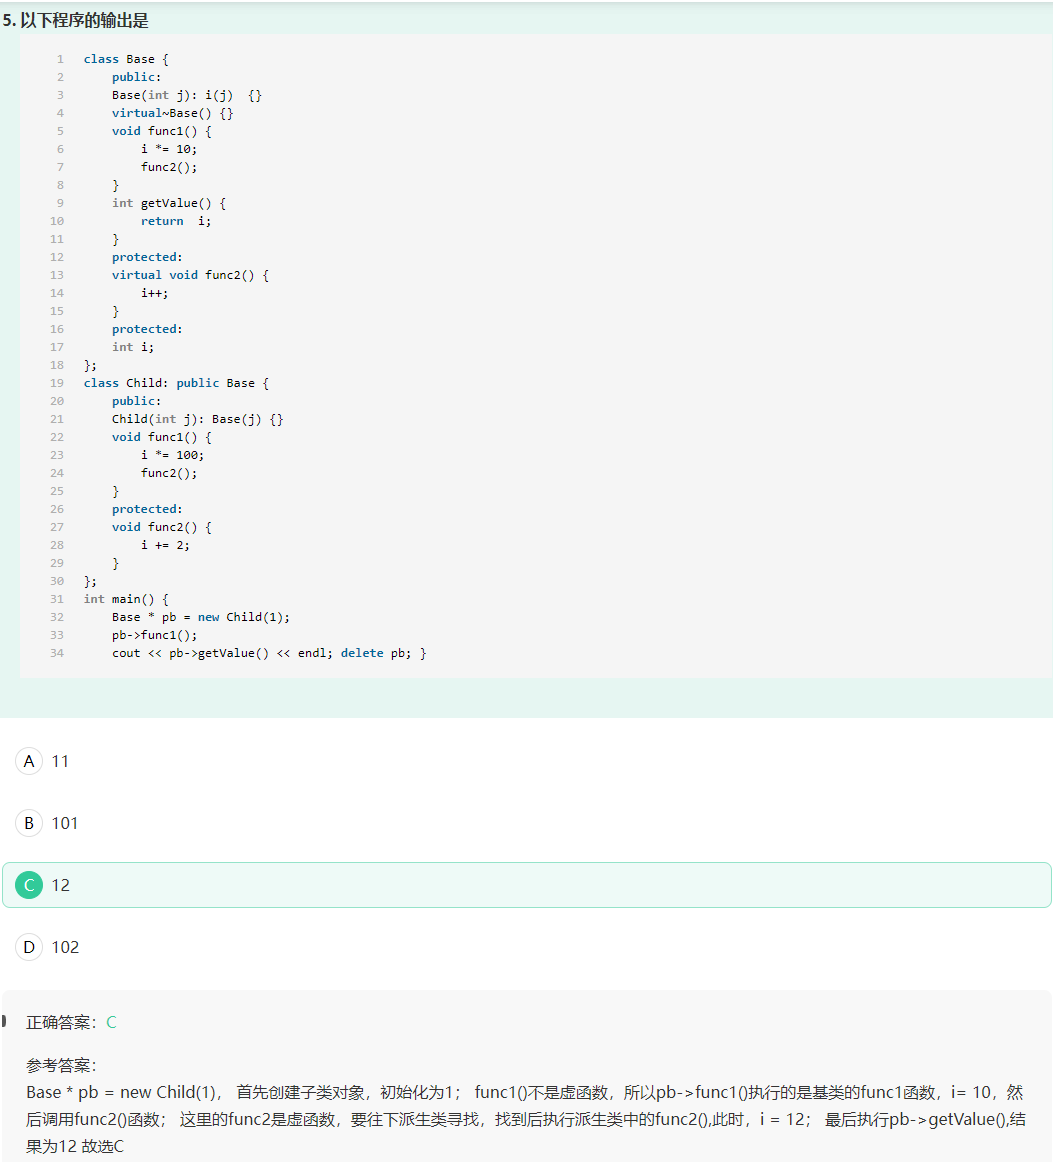 5. 以下程序的输出是
1 class Base {
2 public:
3 Base(int j): i(j)  {}
4 virtual~Base() {}
5 void func1() {
6 i *= 10;
7 func2();
8 }
9 int getValue() {
10 return  i;
11 }
12 protected:
13 virtual void func2() {
14 i++;
15 }
16 protected:
17 int i;
18 };
19 class Child: public Base {
20 public:
21 Child(int j): Base(j) {}
22 void func1() {
23 i *= 100;
24 func2();
25 }
26 protected:
27 void func2() {
28 i += 2;
29 }
30 };
31 int main() {
32 Base * pb = new Child(1);
33 pb->func1();
34 cout << pb->getValue() << endl; delete pb; }
A 11
B 101
C 12
D 102
正确答案：C
参考答案：
Base * pb = new Child(1)， 首先创建子类对象，初始化为1； func1()不是虚函数，所以pb->func1()执行的是基类的func1函数，i= 10，然
后调用func2()函数； 这里的func2是虚函数，要往下派生类寻找，找到后执行派生类中的func2(),此时，i = 12； 最后执行pb->getValue(),结
果为12 故选C